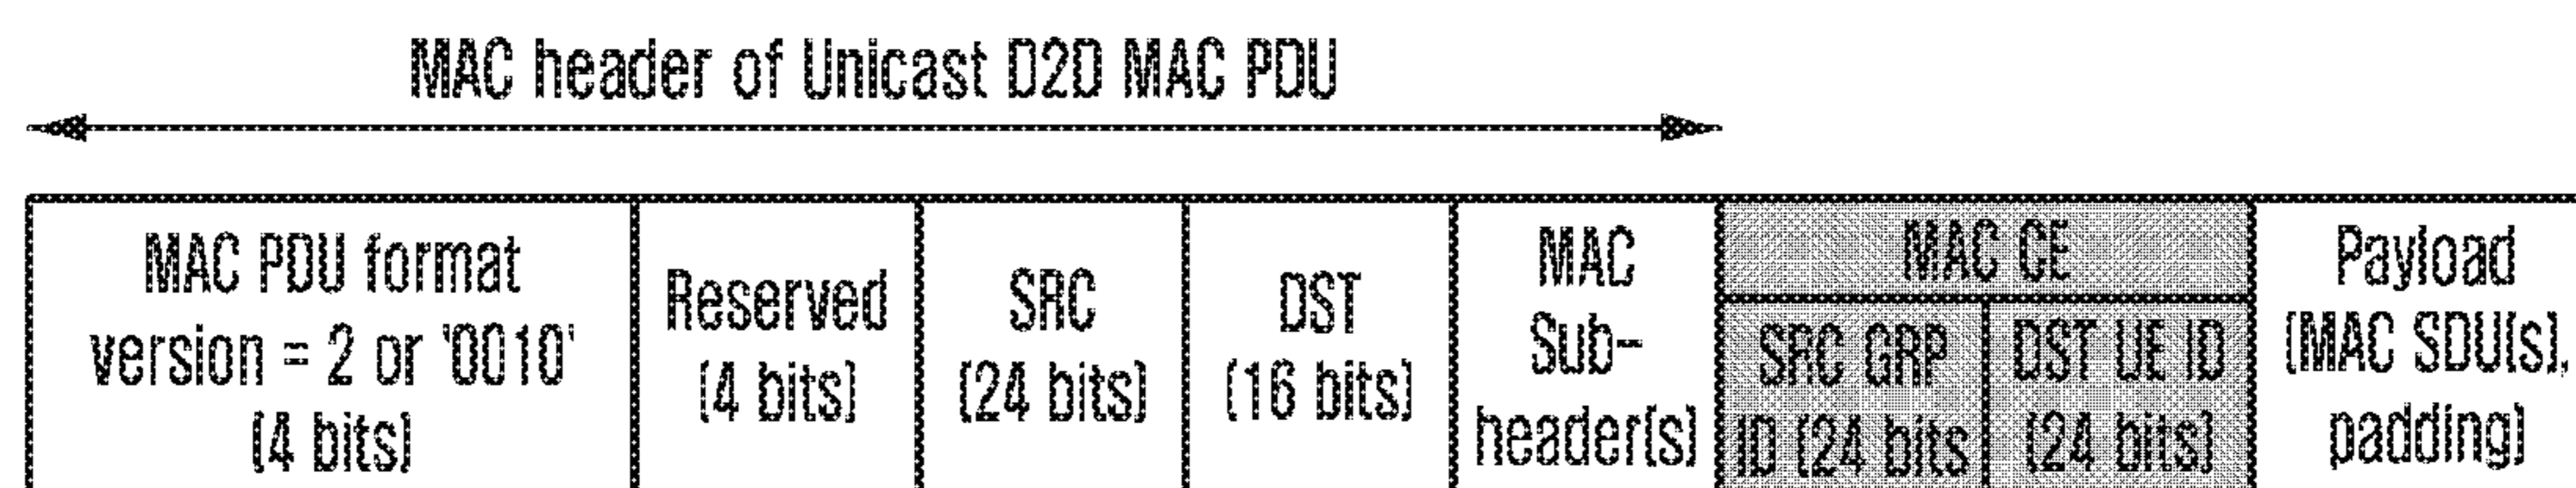 MAC header of Unicast D2D MAC PDU
MAC PDU format
version = 2 or '0010'
(4 bits)
Reserved
(4 bits)
SRC
(24 bits)
DST
(16 bits)
MAC
Sub-
header(s)
MAC CE
SRC GRP
ID (24 bits
DST UE ID
(24 bits)
Payload
(MAC SDU(s),
padding)